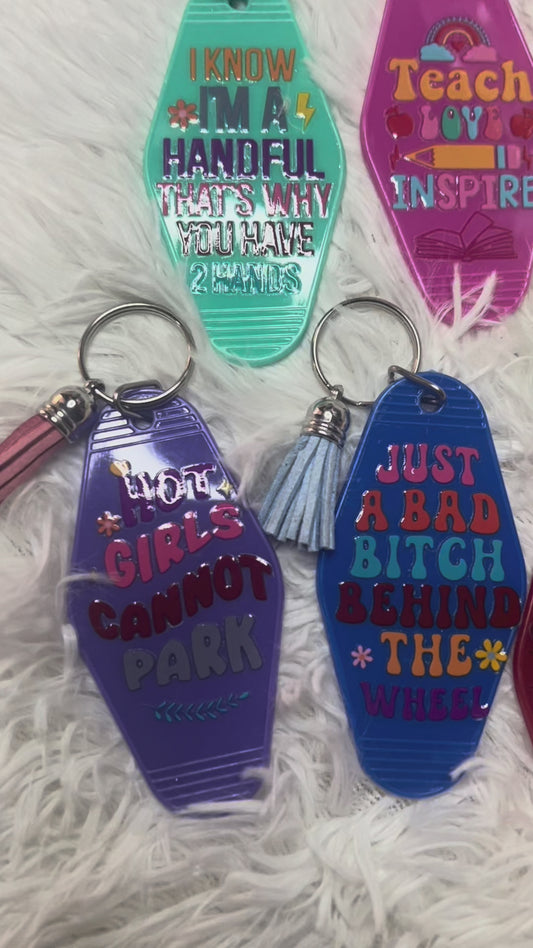 I KNOW
I'M A
HANDFUL
THAT'S WHY
YOU HAVE
2 HANDS
Teach
LOVE
INSPIRE
HOT
GIRLS
CANNOT
PARK
JUST
A BAD
BITCH
BEHIND
THE
WHEEL